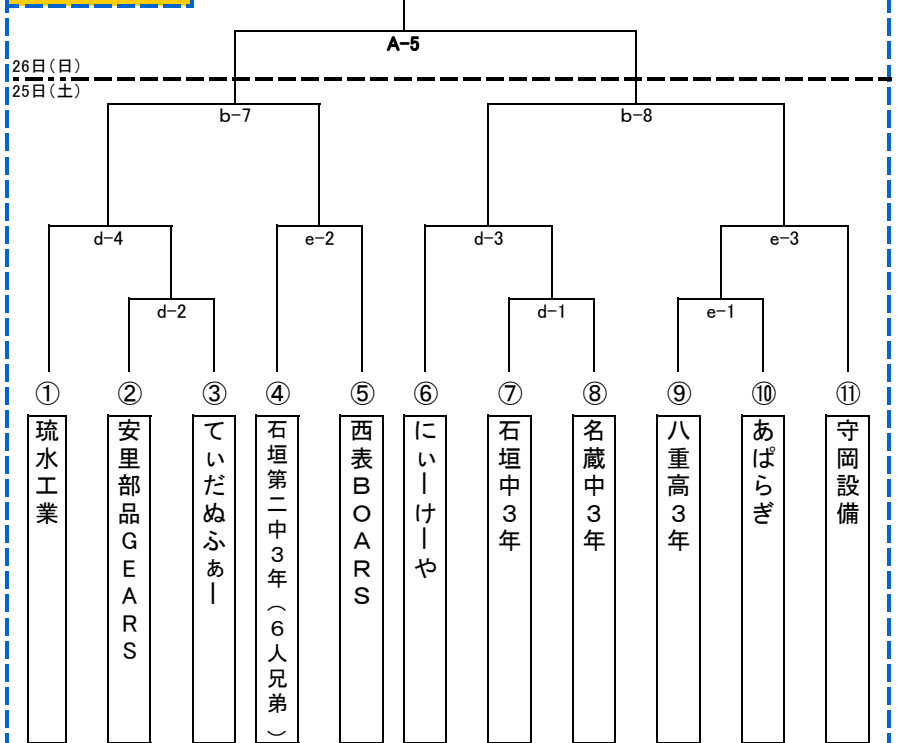 A-5
26日(日)
25日(土)
b-7
b-8
d-4
e-2
d-3
e-3
d-2
d-1
e-1
①
②
③
④
⑤
⑥
⑦
⑧
⑨
⑩
⑪
琉水工業
安里部品GEARS
てぃだぬふぁー
石垣第二中3年(6人兄弟)
西表BOARS
にぃーけーや
石垣中3年
名蔵中3年
八重高3年
あぱらぎ
守岡設備